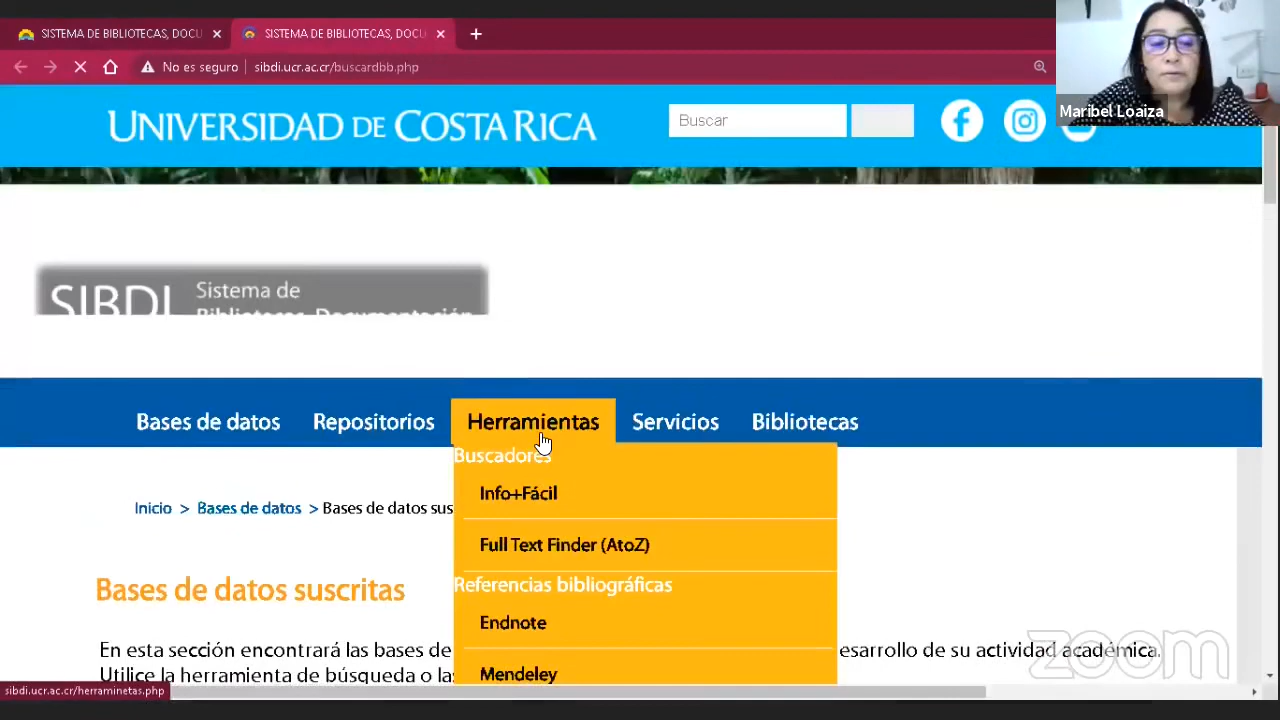 SISTEMA DE BIBLIOTECAS, DOCU
SISTEMA DE BIBLIOTECAS, DOCU
No es seguro
sibdi.ucr.ac.cr/buscardbb.php
Maribel Loaiza
UNIVERSIDAD DE COSTA RICA
Buscar
SIBDI
Sistema de
Bibliotecas, Documentación
Bases de datos
Repositorios
Herramientas
Servicios
Bibliotecas
Buscadores
Info+Fácil
Full Text Finder (AtoZ)
Referencias bibliográficas
Endnote
Mendeley
Inicio > Bases de datos > Bases de datos sus
Bases de datos suscritas
En esta sección encontrará las bases de esarrollo de su actividad académica.
Utilice la herramienta de búsqueda o las
zoom
sibdi.ucr.ac.cr/herraminetas.php